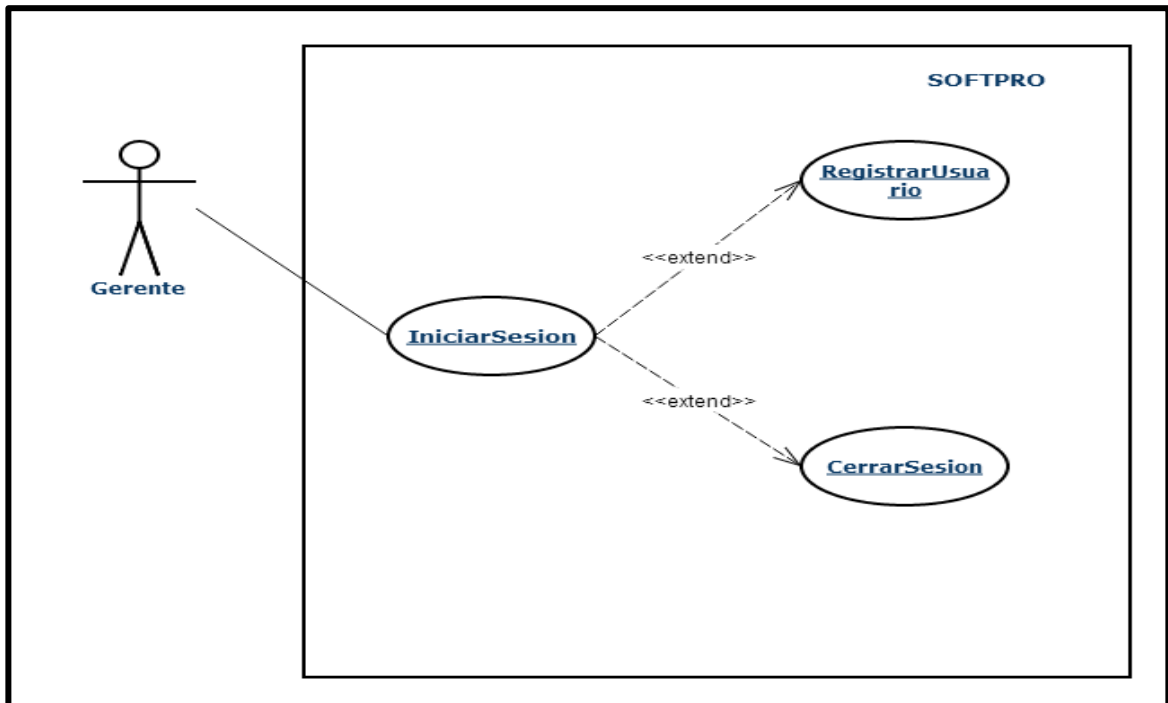 SOFTPRO
RegistrarUsua
rio
<<extend>>
Gerente
IniciarSesion
<<extend>>
CerrarSesion